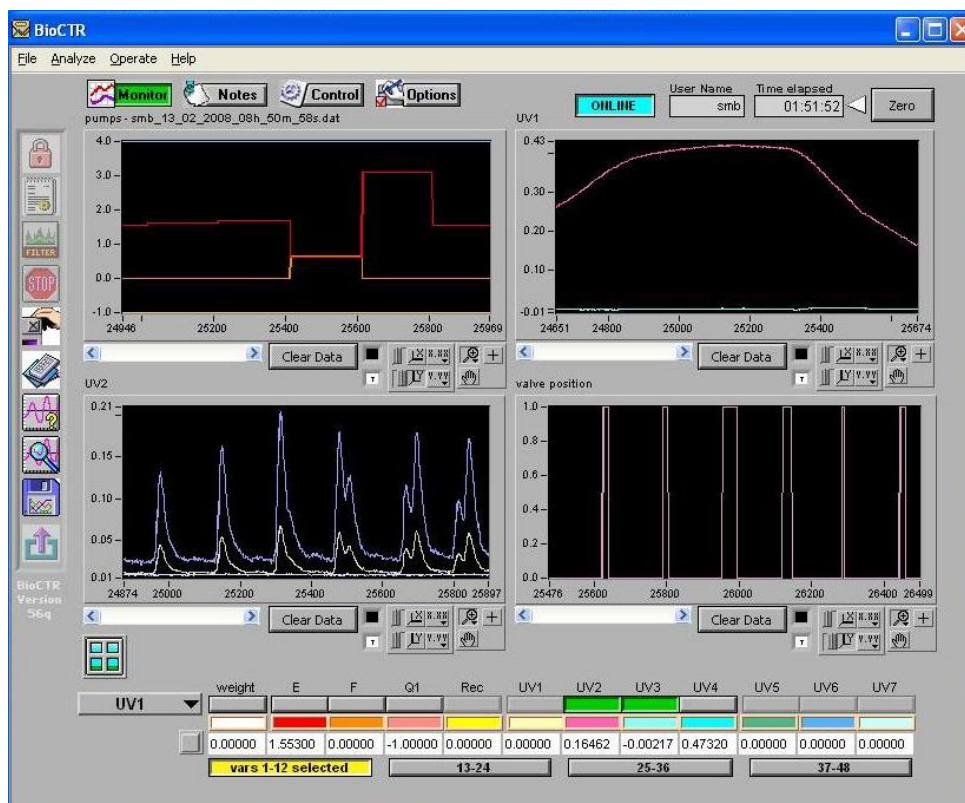 BioCTR
File Analyze Operate Help
Monitor Notes Control Options
ONLINE
User Name
smb
Time elapsed
01:51:52
Zero
pumps - smb_13_02_2008_08h_50m_58s.dat
4.0
3.0
2.0
1.0
0.0
-1.0
24946 25200 25400 25600 25800 25969
Clear Data
UV1
0.43
0.30
0.20
0.10
-0.01
24651 24800 25000 25200 25400 25674
Clear Data
UV2
0.21
0.15
0.10
0.05
0.01
24874 25000 25200 25400 25600 25897
Clear Data
valve position
1.0
0.8
0.6
0.4
0.2
0.0
25476 25600 25800 26000 26200 26400 26499
Clear Data
FILTER
STOP
BioCTR
Version
56q
UV1
weight E F Q1 Rec UV1 UV2 UV3 UV4 UV5 UV6 UV7
0.00000 1.55300 0.00000 -1.00000 0.00000 0.00000 0.16462 -0.00217 0.47320 0.00000 0.00000 0.00000
vars 1-12 selected 13-24 25-36 37-48